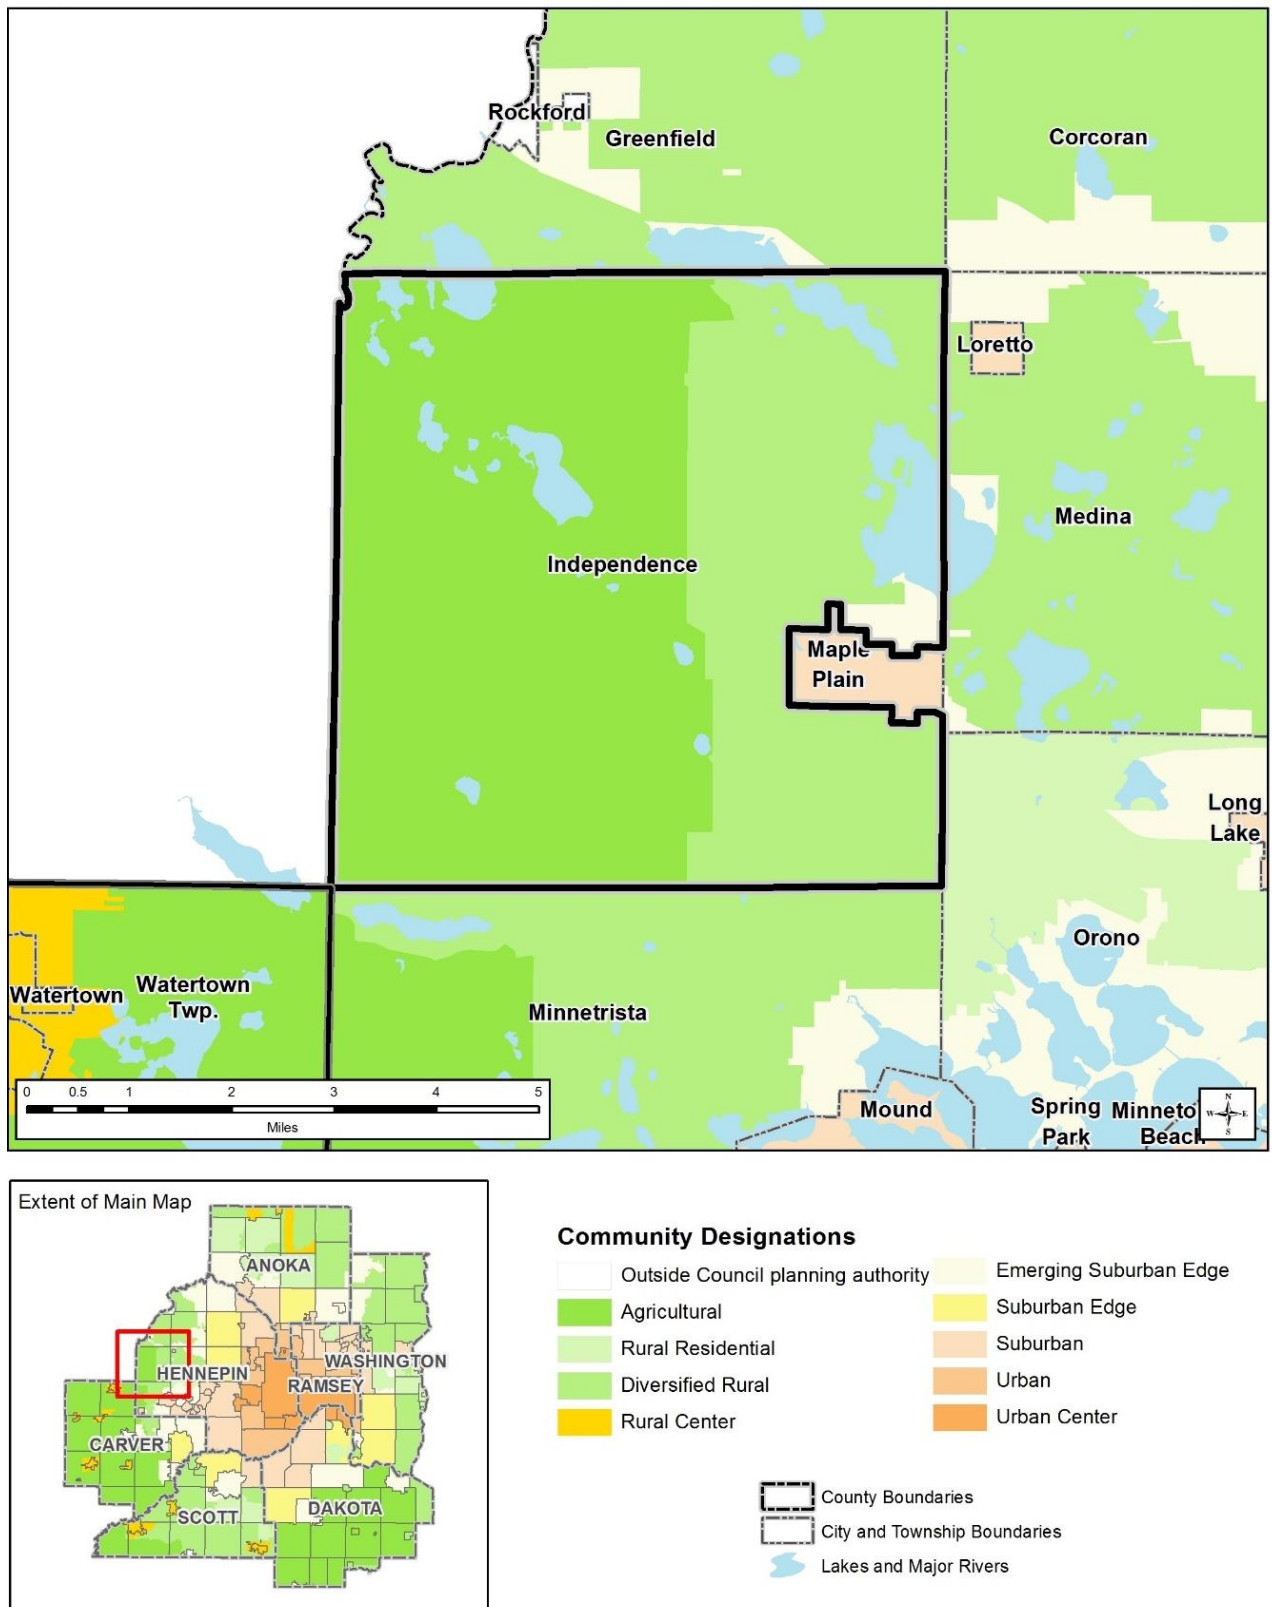 Rockford
Greenfield
Corcoran
Loretto
Medina
Independence
Maple
Plain
Long
Lake
Orono
Watertown
Watertown
Twp.
Minnetrista
Mound
Spring
Park
Minneto
Beach
N
W E
S
0 0.5 1 2 3 4 5
Miles
Extent of Main Map
ANOKA
WASHINGTON
HENNEPIN
RAMSEY
CARVER
SCOTT
DAKOTA
Community Designations
Outside Council planning authority
Agricultural
Rural Residential
Diversified Rural
Rural Center
Emerging Suburban Edge
Suburban Edge
Suburban
Urban
Urban Center
County Boundaries
City and Township Boundaries
Lakes and Major Rivers